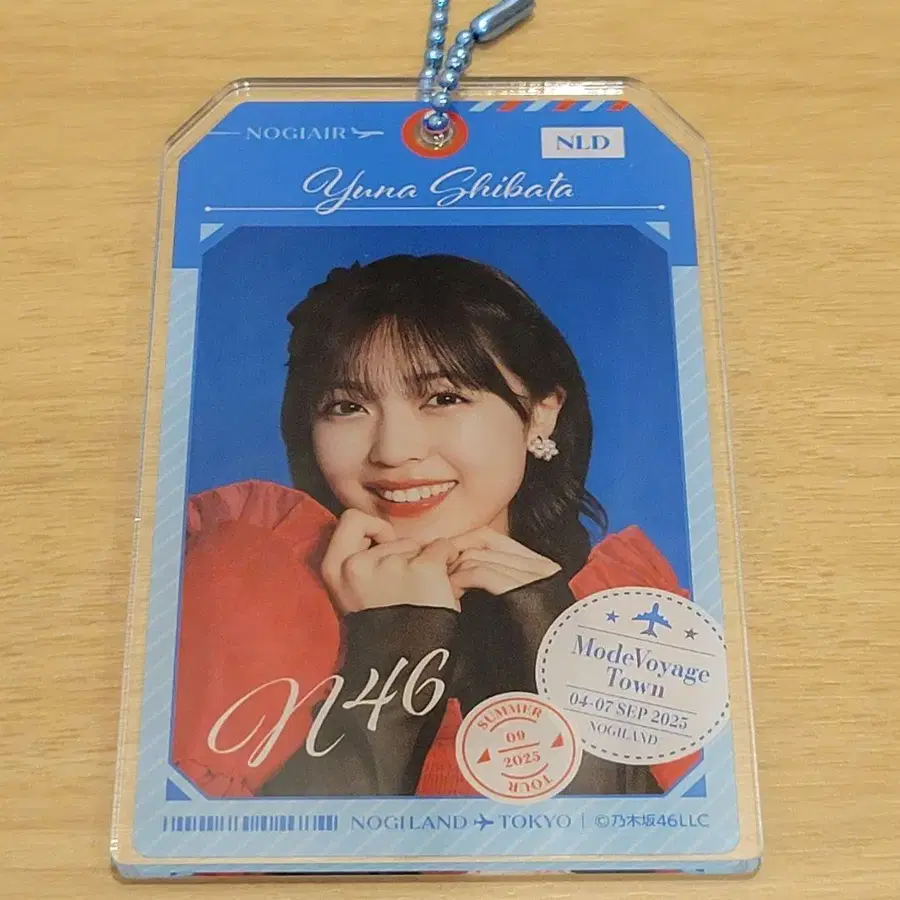 NOGIAIR
NLD
Yuna Shibata
N46
ModeVoyage
Town
04-07 SEP 2025
NOGILAND
SUMMER
09
2025
TOUR
NOGILAND TOKYO | ©乃木坂46LLC